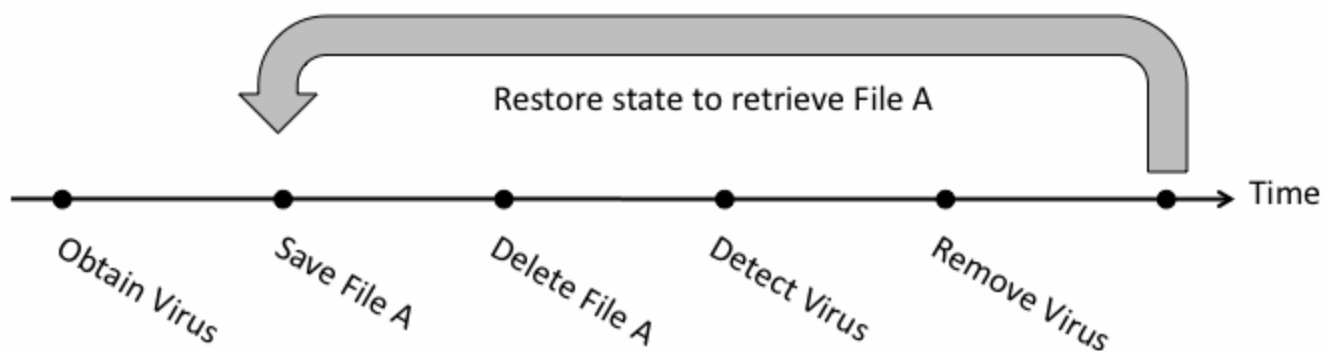 Restore state to retrieve File A
Time
Obtain Virus
Save File A
Delete File A
Detect Virus
Remove Virus